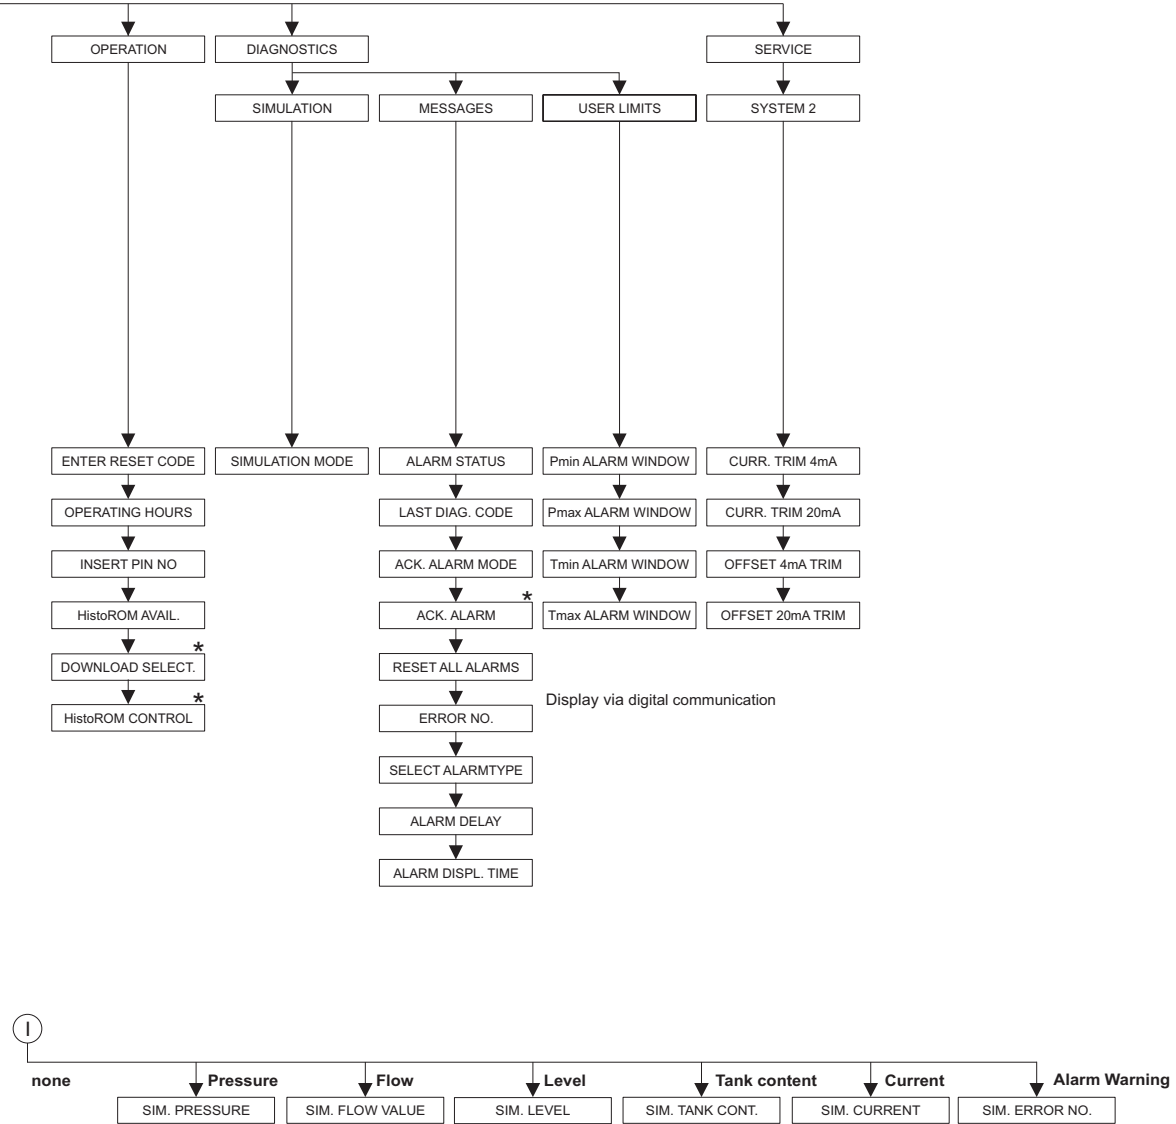 OPERATION
DIAGNOSTICS
SERVICE
SIMULATION
MESSAGES
USER LIMITS
SYSTEM 2
ENTER RESET CODE
SIMULATION MODE
ALARM STATUS
Pmin ALARM WINDOW
CURR. TRIM 4mA
OPERATING HOURS
LAST DIAG. CODE
Pmax ALARM WINDOW
CURR. TRIM 20mA
INSERT PIN NO
ACK. ALARM MODE
Tmin ALARM WINDOW
OFFSET 4mA TRIM
HistoROM AVAIL.
*
ACK. ALARM
Tmax ALARM WINDOW
OFFSET 20mA TRIM
*
DOWNLOAD SELECT.
RESET ALL ALARMS
*
HistoROM CONTROL
ERROR NO.
Display via digital communication
SELECT ALARMTYPE
ALARM DELAY
ALARM DISPL. TIME
I
none
Pressure
Flow
Level
Tank content
Current
Alarm Warning
SIM. PRESSURE
SIM. FLOW VALUE
SIM. LEVEL
SIM. TANK CONT.
SIM. CURRENT
SIM. ERROR NO.